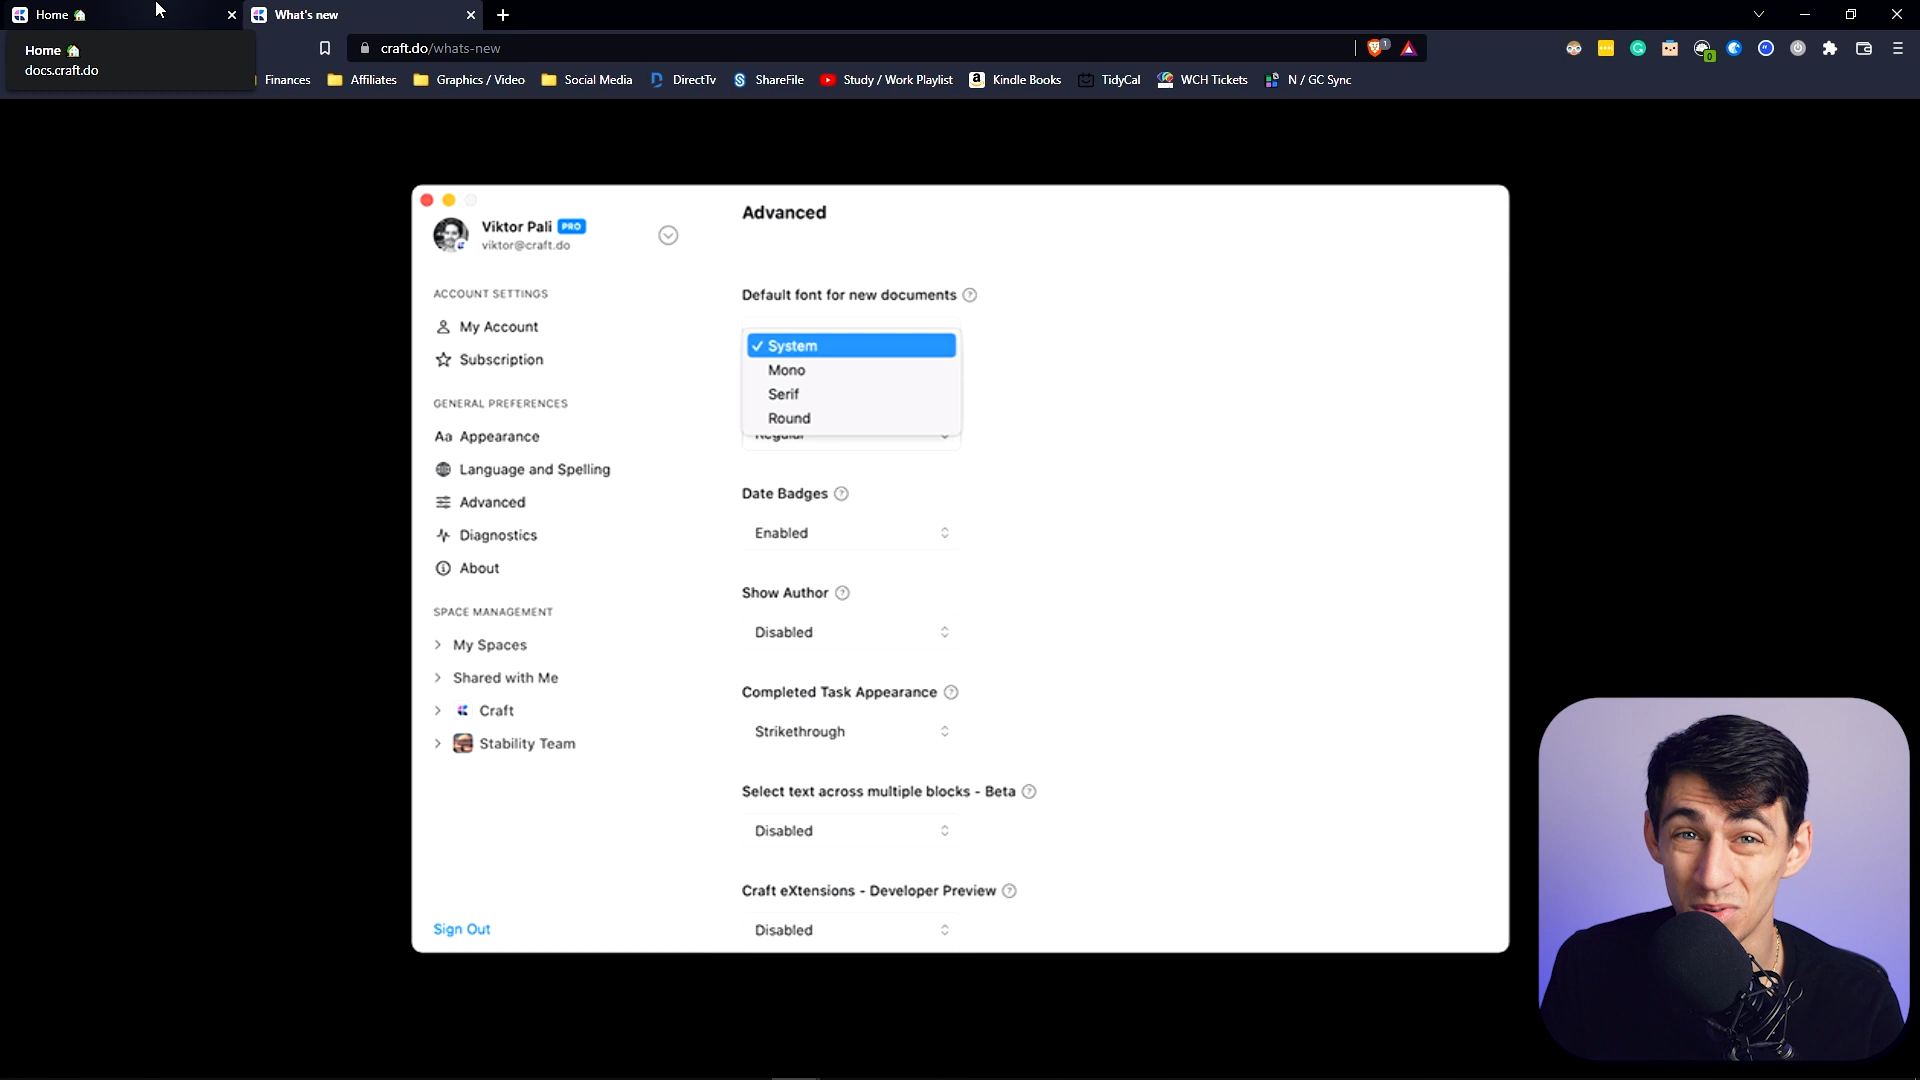 Home
What's new
Home
docs.craft.do
craft.do/whats-new
1
0
Finances
Affiliates
Graphics / Video
Social Media
DirectTv
ShareFile
Study / Work Playlist
Kindle Books
TidyCal
WCH Tickets
N / GC Sync
Viktor Pali PRO
viktor@craft.do
ACCOUNT SETTINGS
My Account
Subscription
GENERAL PREFERENCES
Aa Appearance
Language and Spelling
Advanced
Diagnostics
About
SPACE MANAGEMENT
My Spaces
Shared with Me
Craft
Stability Team
Sign Out
Advanced
Default font for new documents ?
✓ System
Mono
Serif
Round
Regular
Date Badges ?
Enabled
Show Author ?
Disabled
Completed Task Appearance ?
Strikethrough
Select text across multiple blocks - Beta ?
Disabled
Craft eXtensions - Developer Preview ?
Disabled